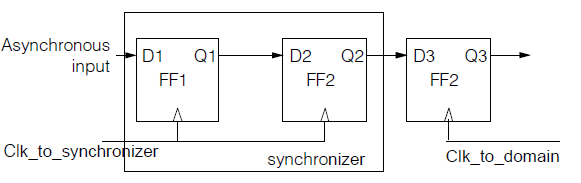 Asynchronous
input
D1 Q1
FF1
D2 Q2
FF2
D3 Q3
FF2
Clk_to_synchronizer
synchronizer
Clk_to_domain